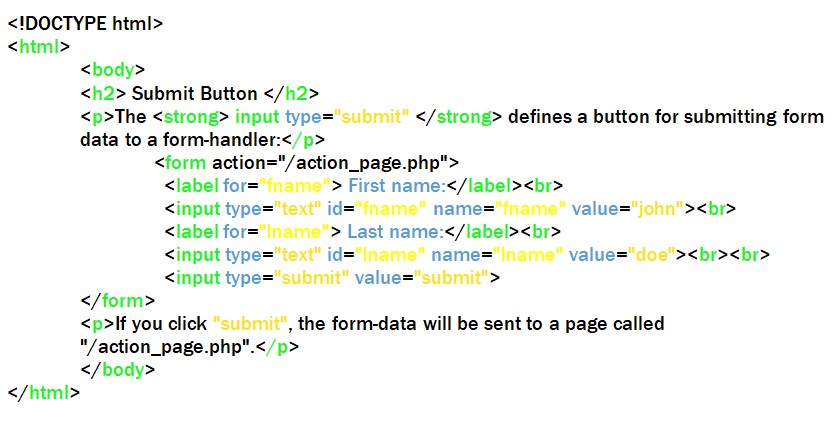 <!DOCTYPE html>
<html>
<body>
<h2> Submit Button </h2>
<p>The <strong> input type="submit" </strong> defines a button for submitting form
data to a form-handler:</p>
<form action="/action_page.php">
<label for="fname"> First name:</label><br>
<input type="text" id="fname" name="fname" value="john"><br>
<label for="lname"> Last name:</label><br>
<input type="text" id="lname" name="lname" value="doe"><br><br>
<input type="submit" value="submit">
</form>
<p>If you click "submit", the form-data will be sent to a page called
"/action_page.php".</p>
</body>
</html>